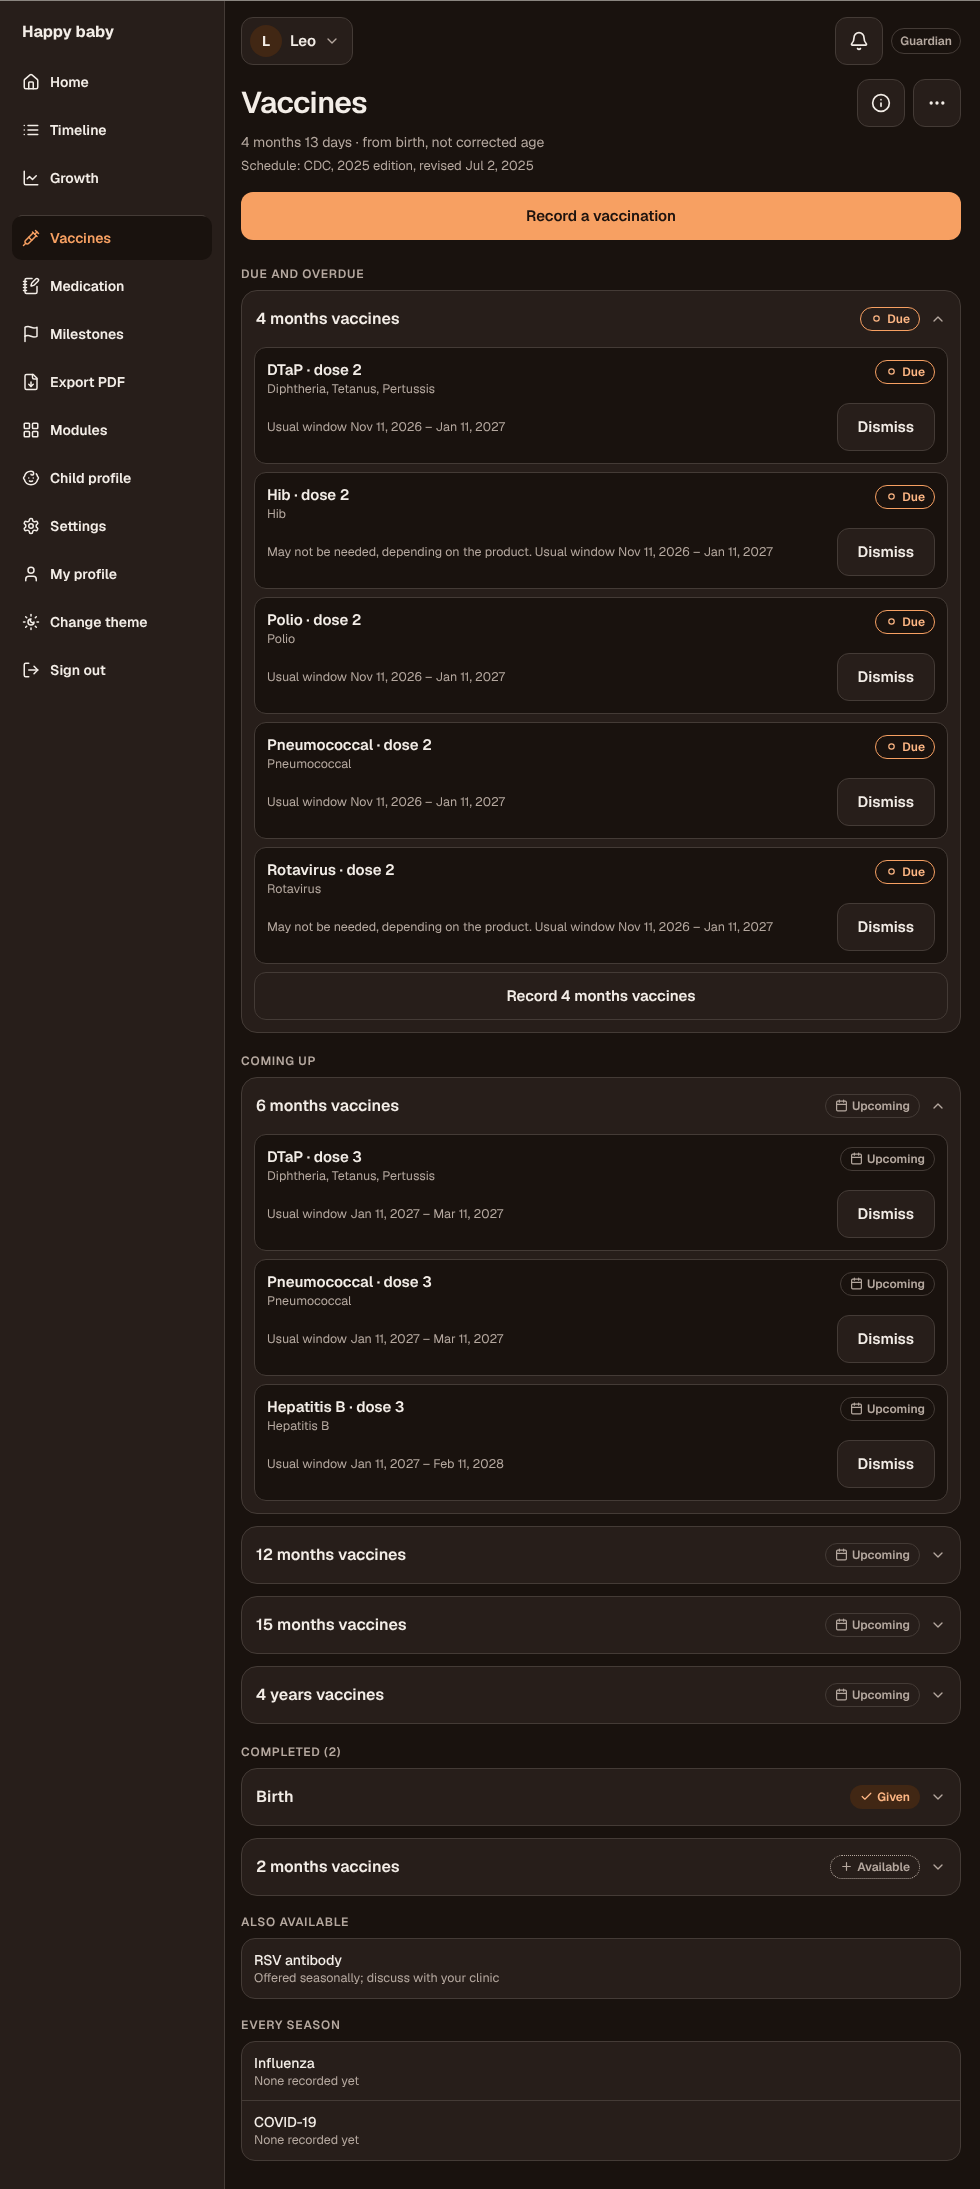 Happy baby
Home
Timeline
Growth
Vaccines
Medication
Milestones
Export PDF
Modules
Child profile
Settings
My profile
Change theme
Sign out
L Leo
Guardian
Vaccines
4 months 13 days · from birth, not corrected age
Schedule: CDC, 2025 edition, revised Jul 2, 2025
Record a vaccination
DUE AND OVERDUE
4 months vaccines
Due
DTaP · dose 2
Due
Diphtheria, Tetanus, Pertussis
Usual window Nov 11, 2026 – Jan 11, 2027
Dismiss
Hib · dose 2
Due
Hib
May not be needed, depending on the product. Usual window Nov 11, 2026 – Jan 11, 2027
Dismiss
Polio · dose 2
Due
Polio
Usual window Nov 11, 2026 – Jan 11, 2027
Dismiss
Pneumococcal · dose 2
Due
Pneumococcal
Usual window Nov 11, 2026 – Jan 11, 2027
Dismiss
Rotavirus · dose 2
Due
Rotavirus
May not be needed, depending on the product. Usual window Nov 11, 2026 – Jan 11, 2027
Dismiss
Record 4 months vaccines
COMING UP
6 months vaccines
Upcoming
DTaP · dose 3
Upcoming
Diphtheria, Tetanus, Pertussis
Usual window Jan 11, 2027 – Mar 11, 2027
Dismiss
Pneumococcal · dose 3
Upcoming
Pneumococcal
Usual window Jan 11, 2027 – Mar 11, 2027
Dismiss
Hepatitis B · dose 3
Upcoming
Hepatitis B
Usual window Jan 11, 2027 – Feb 11, 2028
Dismiss
12 months vaccines
Upcoming
15 months vaccines
Upcoming
4 years vaccines
Upcoming
COMPLETED (2)
Birth
Given
2 months vaccines
Available
ALSO AVAILABLE
RSV antibody
Offered seasonally; discuss with your clinic
EVERY SEASON
Influenza
None recorded yet
COVID-19
None recorded yet